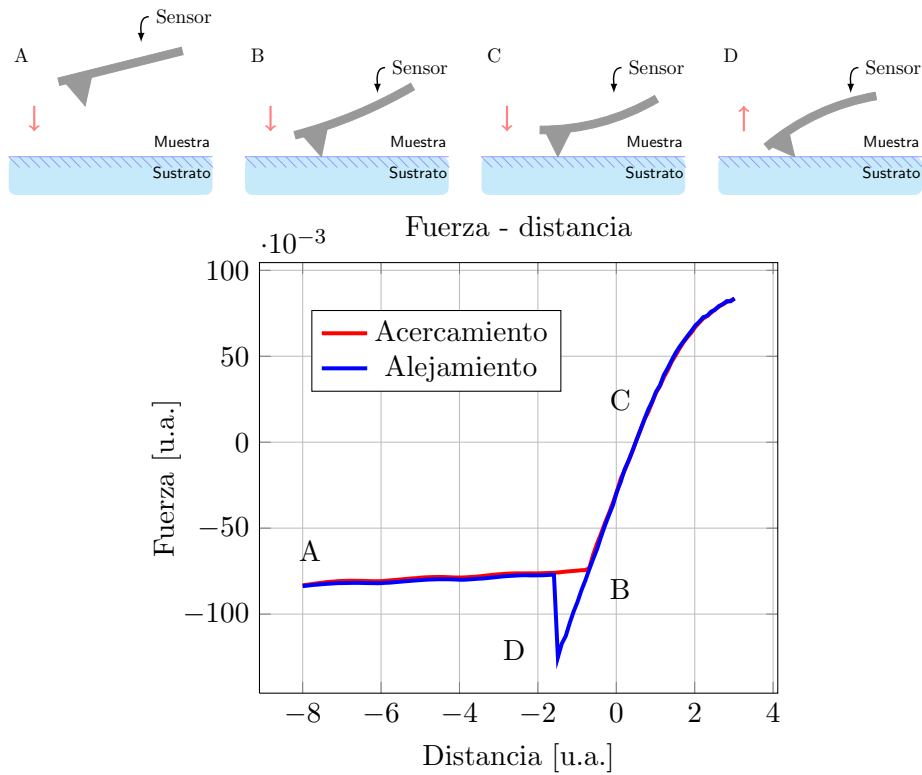 A
Sensor
Muestra
Sustrato
B
Sensor
Muestra
Sustrato
C
Sensor
Muestra
Sustrato
D
Sensor
Muestra
Sustrato
Fuerza - distancia
·10⁻³
100
50
0
−50
−100
Fuerza [u.a.]
Acercamiento
Alejamiento
A
B
C
D
−8 −6 −4 −2 0 2 4
Distancia [u.a.]